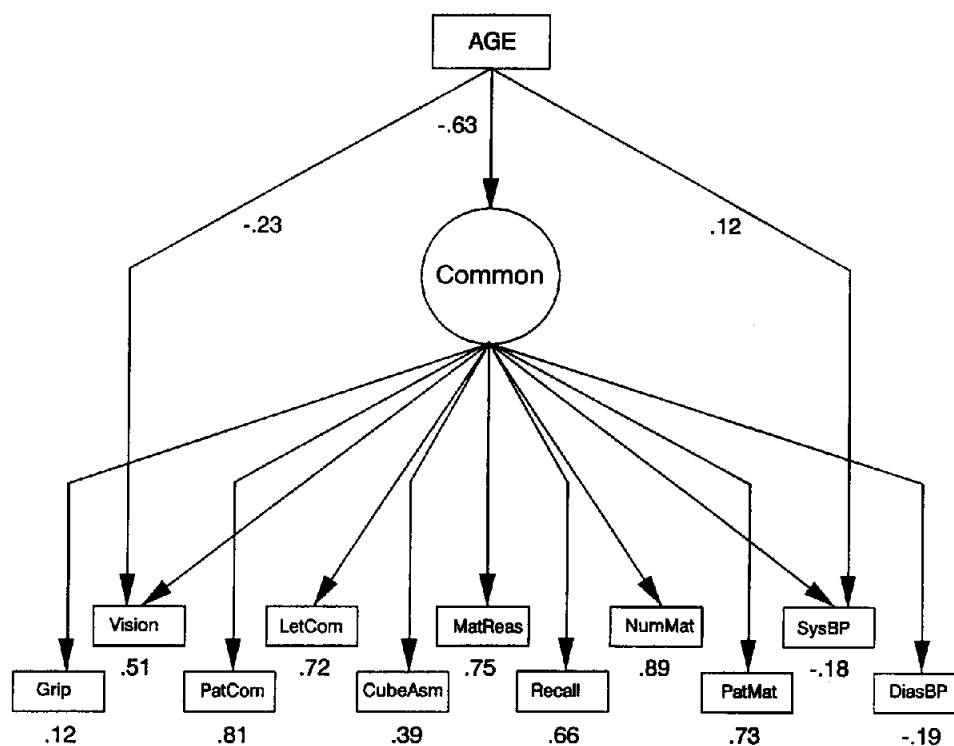 AGE
-.63
-.23
.12
Common
Vision
LetCom
MatReas
NumMat
SysBP
.51
.72
.75
.89
-.18
Grip
PatCom
CubeAsm
Recall
PatMat
DiasBP
.12
.81
.39
.66
.73
-.19